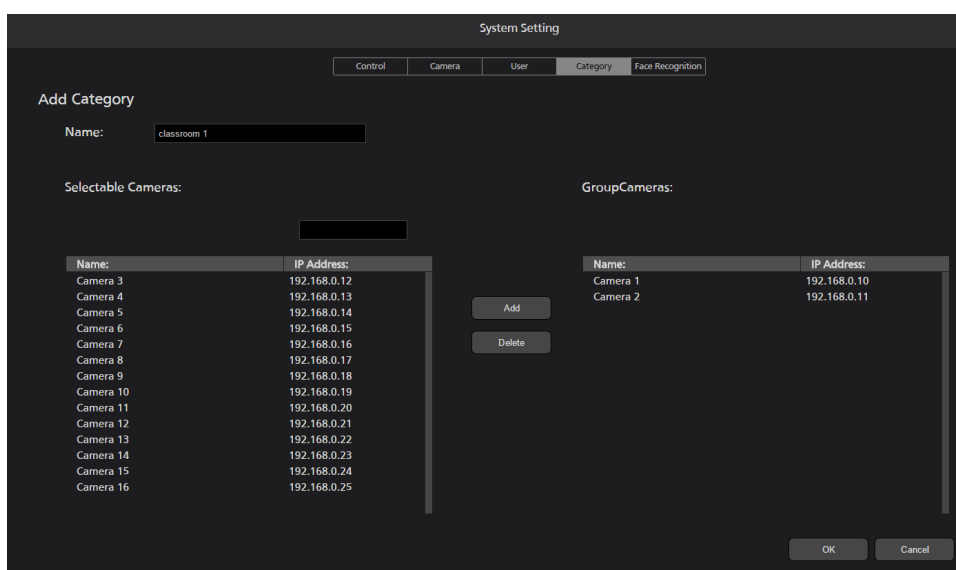 System Setting
Control Camera User Category Face Recognition
Add Category
Name: classroom 1
Selectable Cameras: GroupCameras:
Name: IP Address: Name: IP Address:
Camera 3 192.168.0.12 Camera 1 192.168.0.10
Camera 4 192.168.0.13 Camera 2 192.168.0.11
Camera 5 192.168.0.14 Add
Camera 6 192.168.0.15
Camera 7 192.168.0.16 Delete
Camera 8 192.168.0.17
Camera 9 192.168.0.18
Camera 10 192.168.0.19
Camera 11 192.168.0.20
Camera 12 192.168.0.21
Camera 13 192.168.0.22
Camera 14 192.168.0.23
Camera 15 192.168.0.24
Camera 16 192.168.0.25
OK Cancel